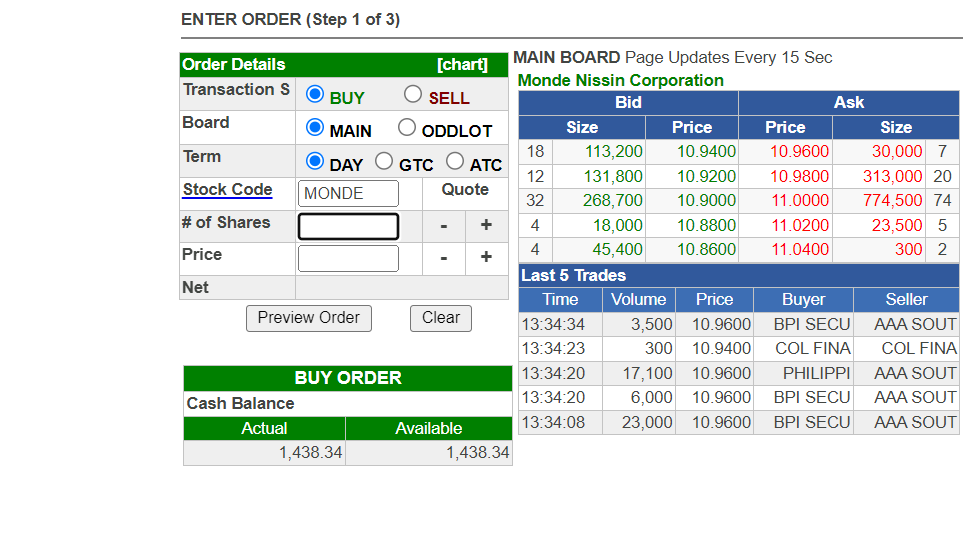 ENTER ORDER (Step 1 of 3)
Order Details [chart]
Transaction S BUY SELL
Board MAIN ODDLOT
Term DAY GTC ATC
Stock Code MONDE Quote
# of Shares - +
Price - +
Net
Preview Order Clear
BUY ORDER
Cash Balance
Actual Available
1,438.34 1,438.34
MAIN BOARD Page Updates Every 15 Sec
Monde Nissin Corporation
Bid Ask
Size Price Price Size
18 113,200 10.9400 10.9600 30,000 7
12 131,800 10.9200 10.9800 313,000 20
32 268,700 10.9000 11.0000 774,500 74
4 18,000 10.8800 11.0200 23,500 5
4 45,400 10.8600 11.0400 300 2
Last 5 Trades
Time Volume Price Buyer Seller
13:34:34 3,500 10.9600 BPI SECU AAA SOUT
13:34:23 300 10.9400 COL FINA COL FINA
13:34:20 17,100 10.9600 PHILIPPI AAA SOUT
13:34:20 6,000 10.9600 BPI SECU AAA SOUT
13:34:08 23,000 10.9600 BPI SECU AAA SOUT